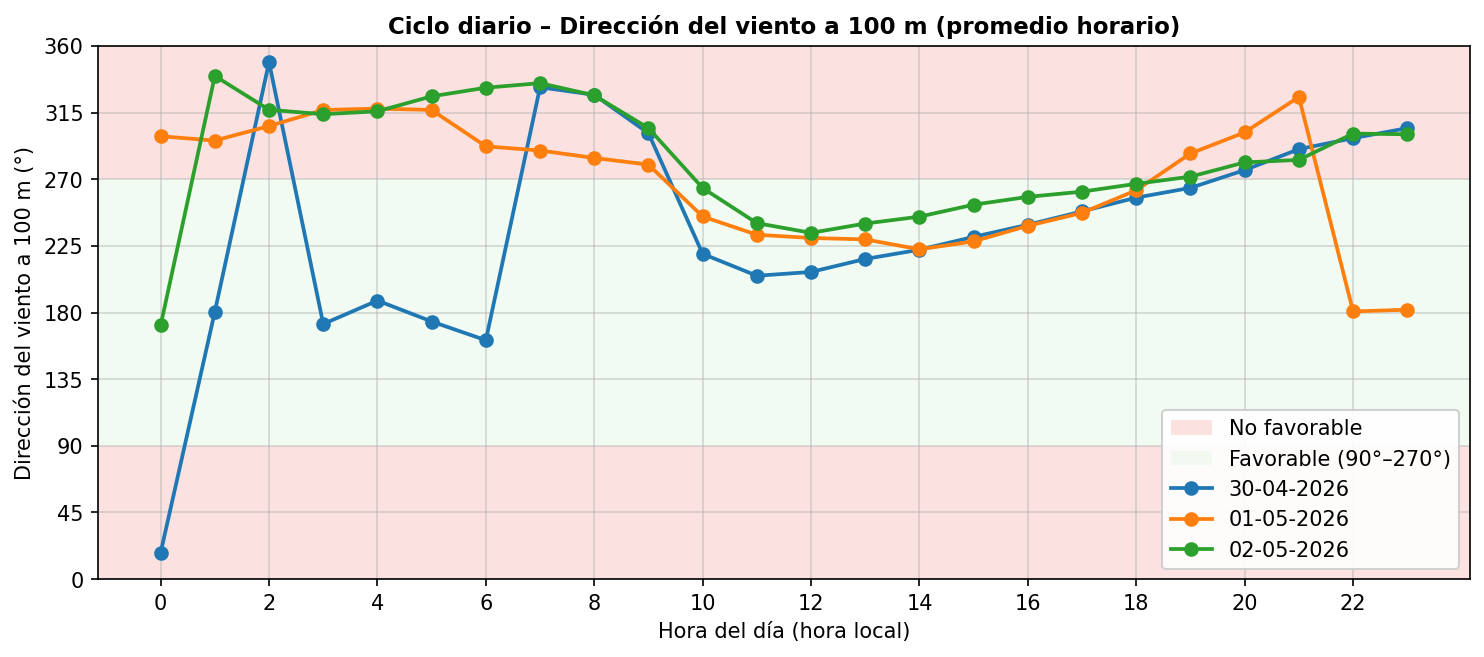 Ciclo diario – Dirección del viento a 100 m (promedio horario)
Dirección del viento a 100 m (°)
360
315
270
225
180
135
90
45
0
0 2 4 6 8 10 12 14 16 18 20 22
Hora del día (hora local)
No favorable
Favorable (90°–270°)
30-04-2026
01-05-2026
02-05-2026